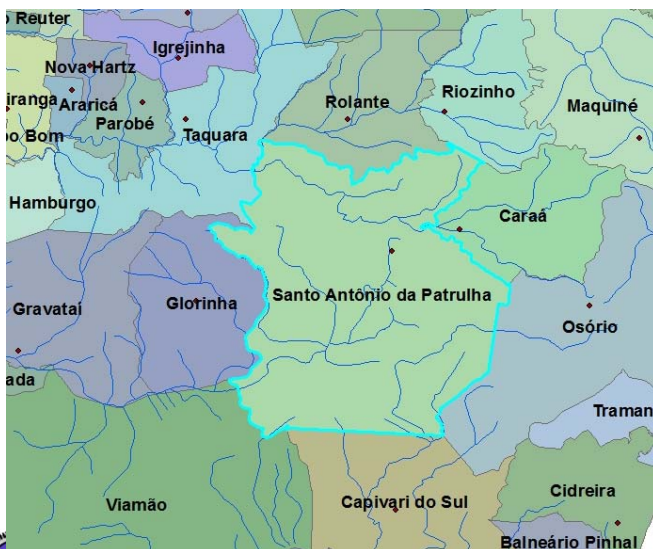 o Reuter
Igrejinha
Nova Hartz
Riozinho
iranga
Araricá
Rolante
Maquiné
Parobé
po Bom
Taquara
Hamburgo
Caraá
Santo Antônio da Patrulha
Glorinha
Gravataí
Osório
ada
Traman
Cidreira
Viamão
Capivari do Sul
Balneário Pinhal